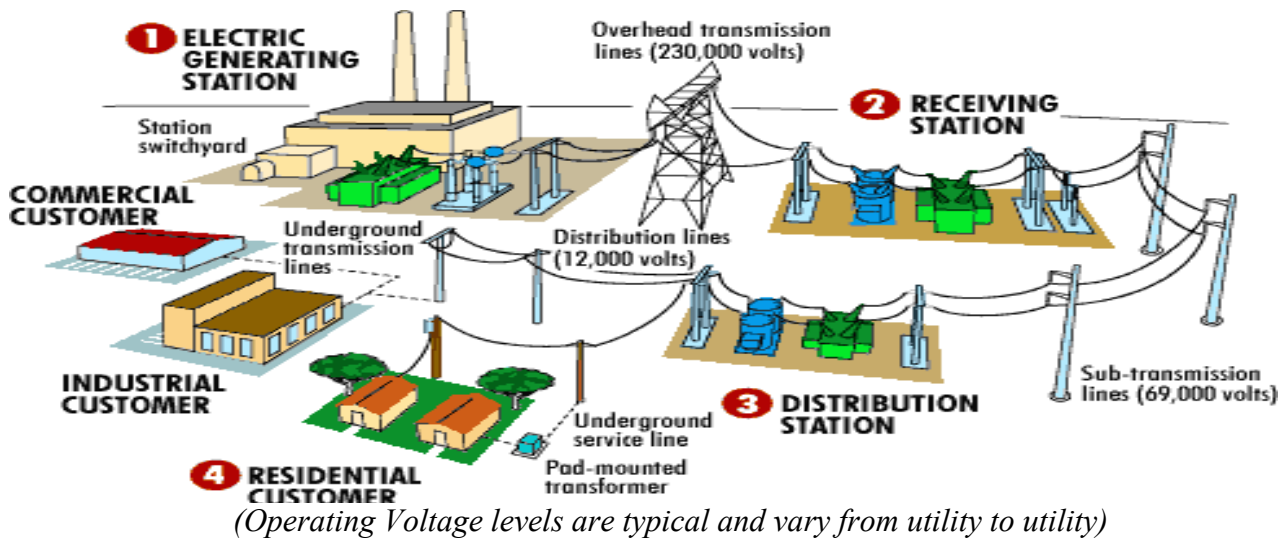 1 ELECTRIC
GENERATING
STATION
Overhead transmission
lines (230,000 volts)
2 RECEIVING
STATION
Station
switchyard
COMMERCIAL
CUSTOMER
Underground
transmission
lines
Distribution lines
(12,000 volts)
INDUSTRIAL
CUSTOMER
Sub-transmission
lines (69,000 volts)
3 DISTRIBUTION
STATION
Underground
service line
Pad-mounted
transformer
4 RESIDENTIAL
CUSTOMER
(Operating Voltage levels are typical and vary from utility to utility)